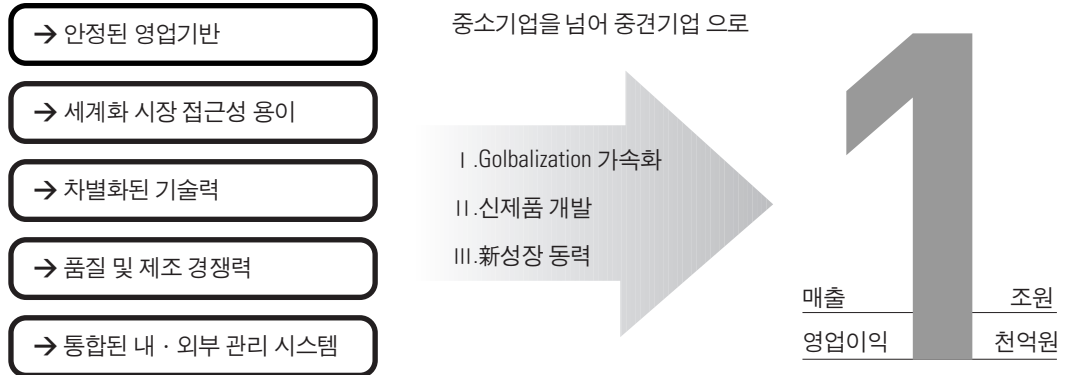 → 안정된 영업기반
→ 세계화 시장 접근성 용이
→ 차별화된 기술력
→ 품질 및 제조 경쟁력
→ 통합된 내 · 외부 관리 시스템
중소기업을 넘어 중견기업 으로
Ⅰ.Golbalization 가속화
Ⅱ.신제품 개발
Ⅲ.新성장 동력
1
매출 조원
영업이익 천억원